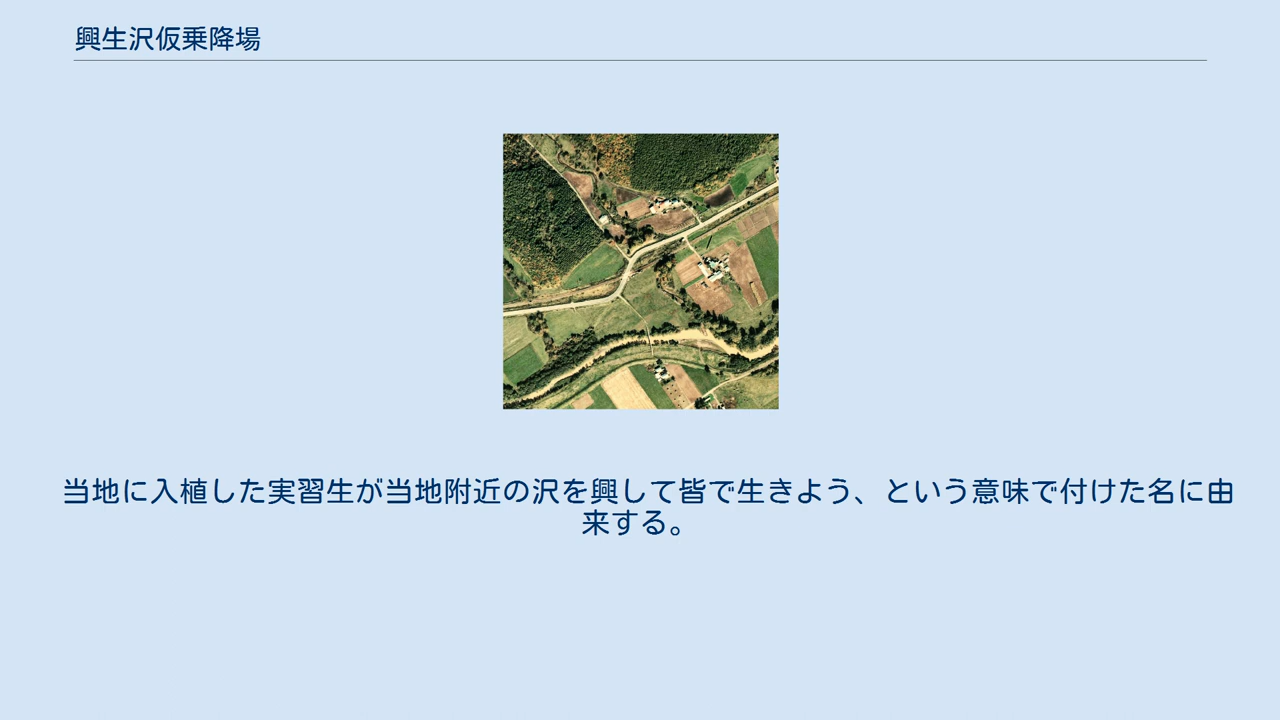 興生沢仮乗降場
当地に入植した実習生が当地附近の沢を興して皆で生きよう、という意味で付けた名に由
来する。